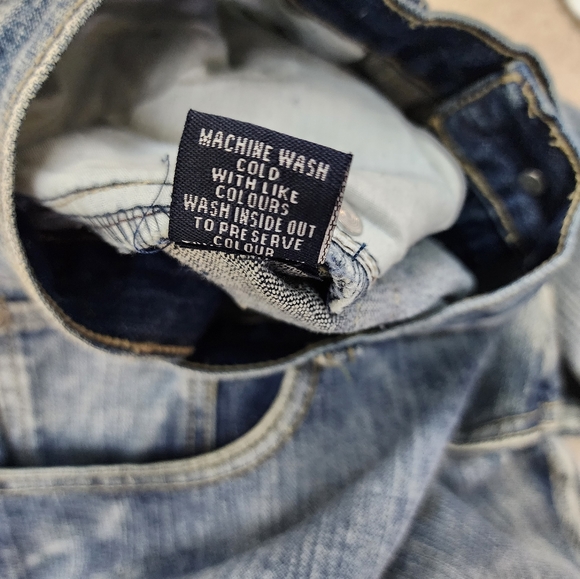 MACHINE WASH
COLD
WITH LIKE
COLOURS
WASH INSIDE OUT
TO PRESERVE
COLOUR